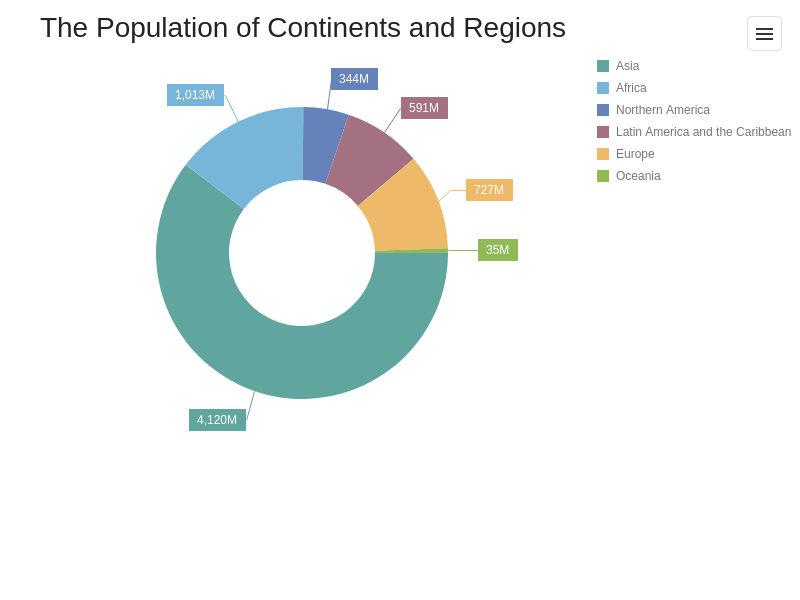 The Population of Continents and Regions
Asia
Africa
Northern America
Latin America and the Caribbean
Europe
Oceania
344M
1,013M
591M
727M
35M
4,120M